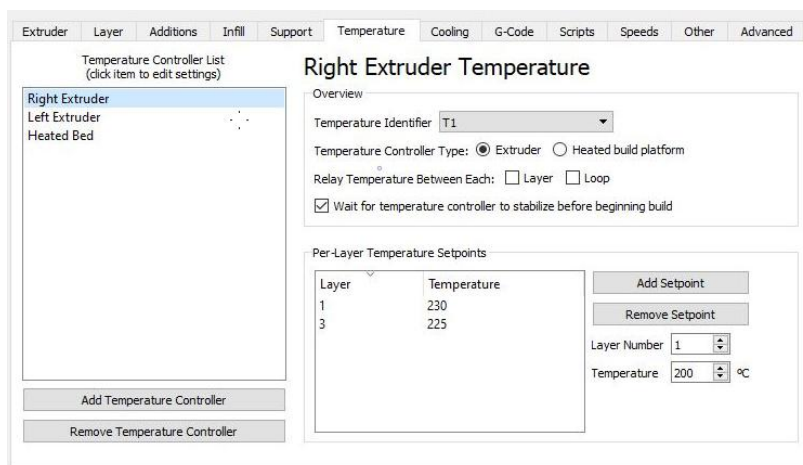 Extruder Layer Additions Infill Support Temperature Cooling G-Code Scripts Speeds Other Advanced
Temperature Controller List
(click item to edit settings)
Right Extruder
Left Extruder
Heated Bed
Add Temperature Controller
Remove Temperature Controller
Right Extruder Temperature
Overview
Temperature Identifier T1
Temperature Controller Type: Extruder Heated build platform
Relay Temperature Between Each: Layer Loop
Wait for temperature controller to stabilize before beginning build
Per-Layer Temperature Setpoints
Layer Temperature
1 230
3 225
Add Setpoint
Remove Setpoint
Layer Number 1
Temperature 200 ºC